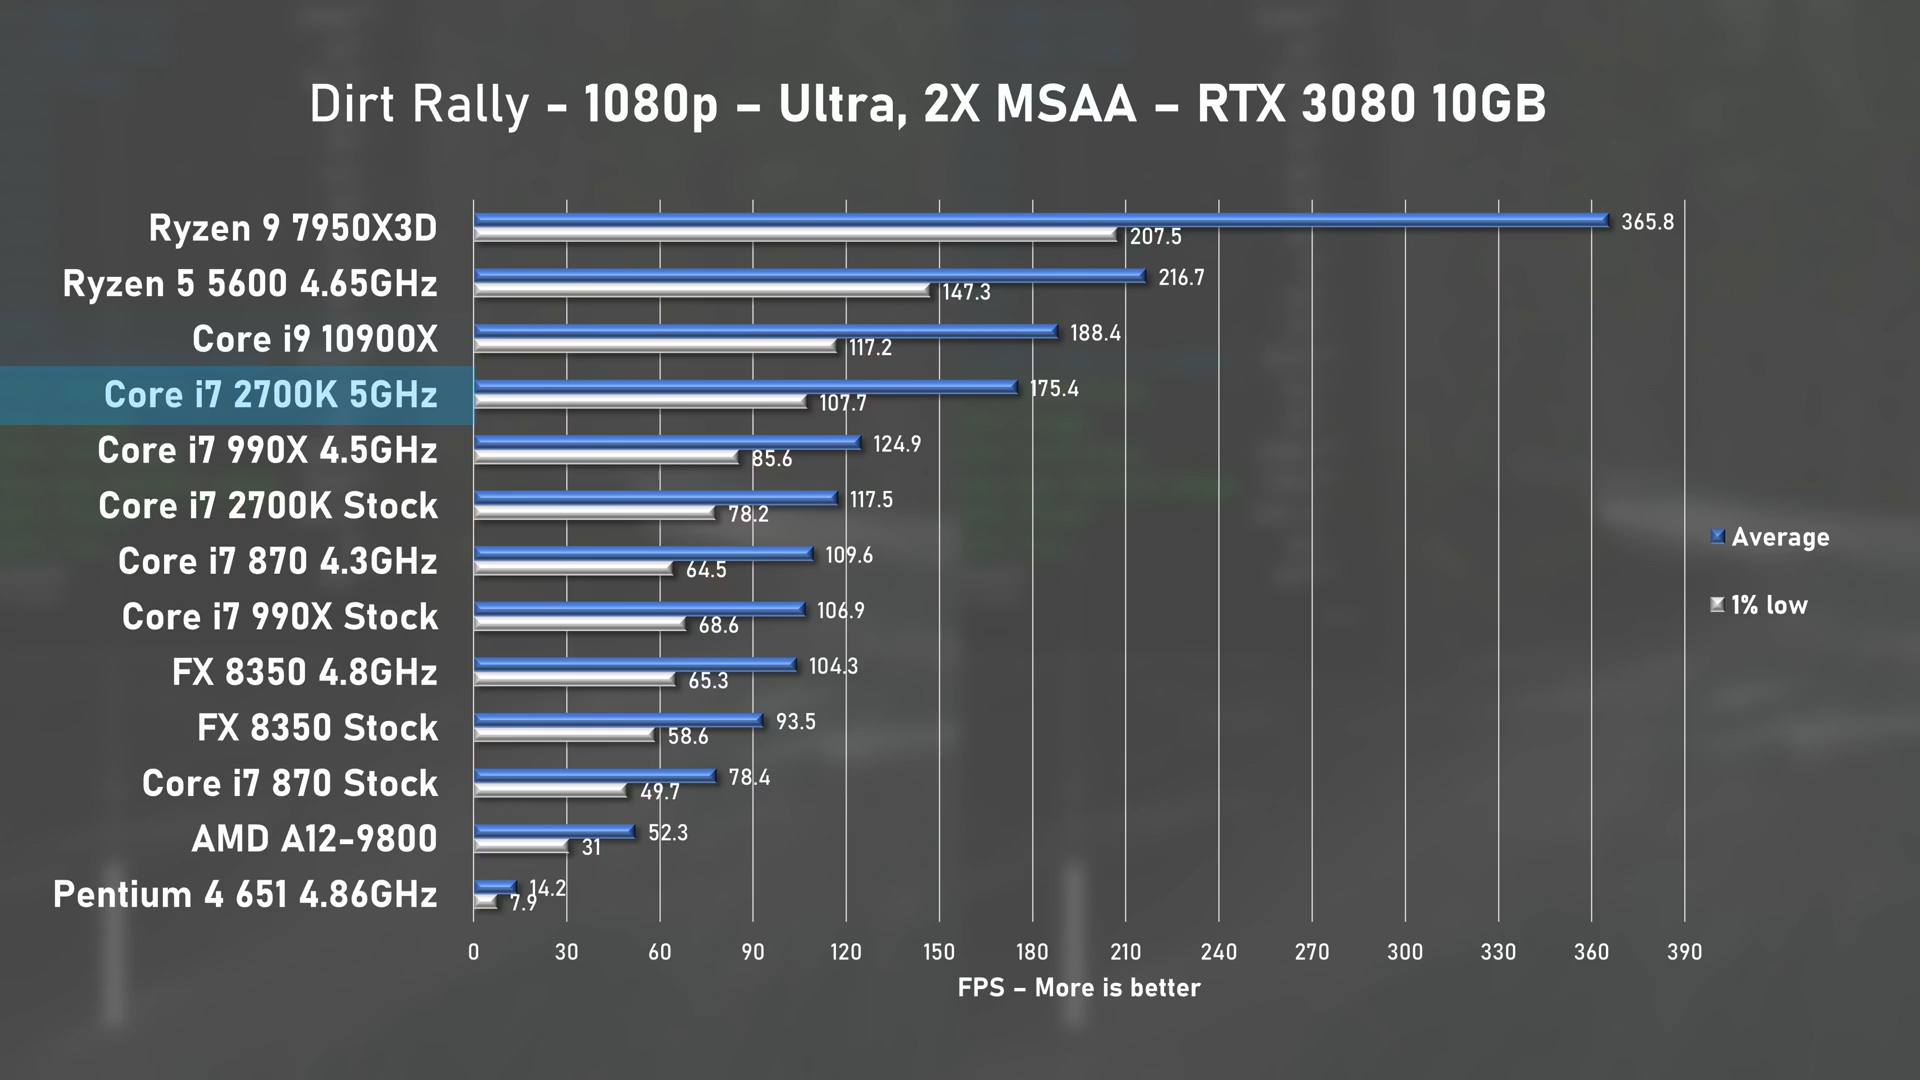 Dirt Rally - 1080p – Ultra, 2X MSAA – RTX 3080 10GB
Ryzen 9 7950X3D 365.8 207.5
Ryzen 5 5600 4.65GHz 216.7 147.3
Core i9 10900X 188.4 117.2
Core i7 2700K 5GHz 175.4 107.7
Core i7 990X 4.5GHz 124.9 85.6
Core i7 2700K Stock 117.5 78.2
Core i7 870 4.3GHz 109.6 64.5
Core i7 990X Stock 106.9 68.6
FX 8350 4.8GHz 104.3 65.3
FX 8350 Stock 93.5 58.6
Core i7 870 Stock 78.4 49.7
AMD A12-9800 52.3 31
Pentium 4 651 4.86GHz 14.2 7.9
0 30 60 90 120 150 180 210 240 270 300 330 360 390
FPS – More is better
Average
1% low